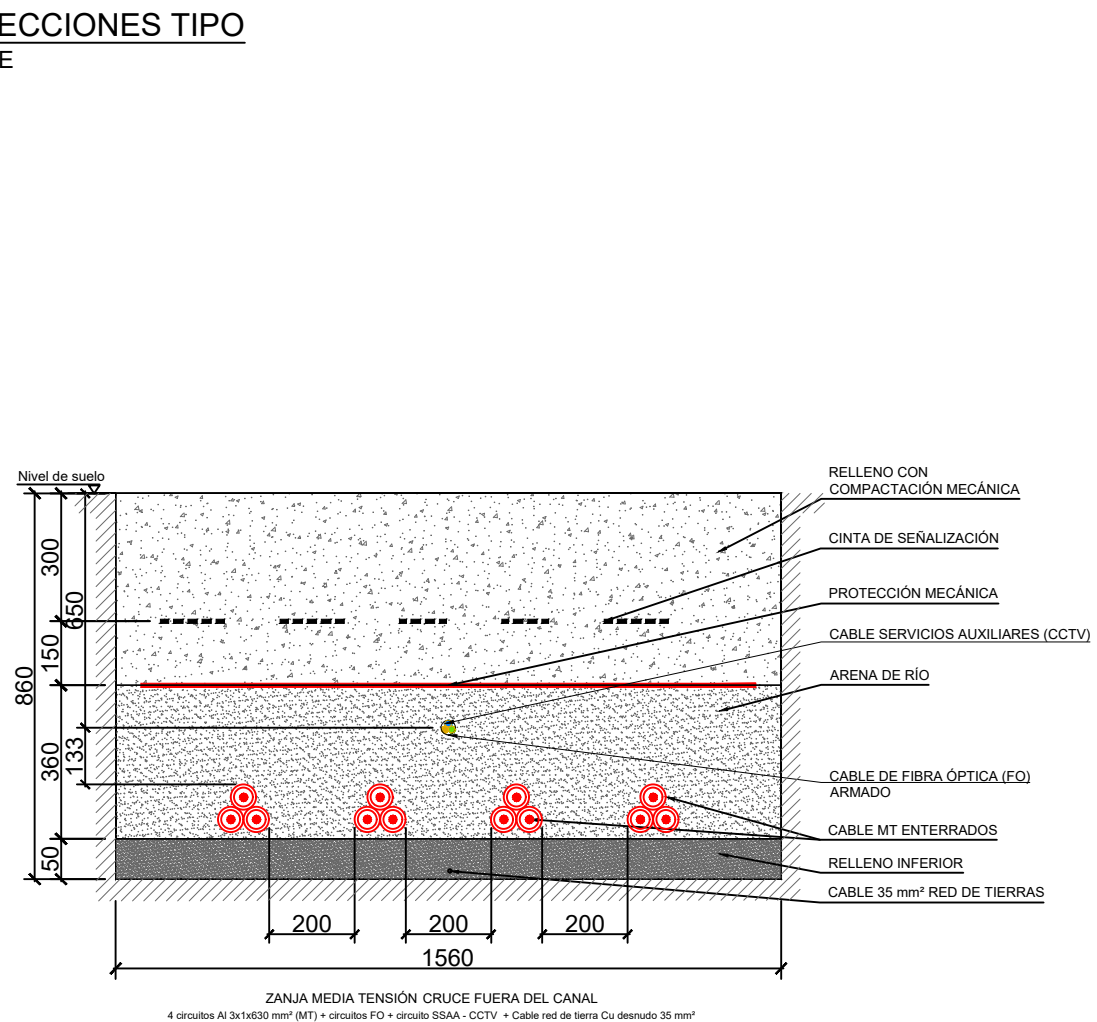 ECCIONES TIPO
E
Nivel de suelo
RELLENO CON
COMPACTACIÓN MECÁNICA
CINTA DE SEÑALIZACIÓN
PROTECCIÓN MECÁNICA
CABLE SERVICIOS AUXILIARES (CCTV)
ARENA DE RÍO
CABLE DE FIBRA ÓPTICA (FO)
ARMADO
CABLE MT ENTERRADOS
RELLENO INFERIOR
CABLE 35 mm² RED DE TIERRAS
860
300
150
360
50
650
133
200
200
200
1560
ZANJA MEDIA TENSIÓN CRUCE FUERA DEL CANAL
4 circuitos Al 3x1x630 mm² (MT) + circuitos FO + circuito SSAA - CCTV + Cable red de tierra Cu desnudo 35 mm²